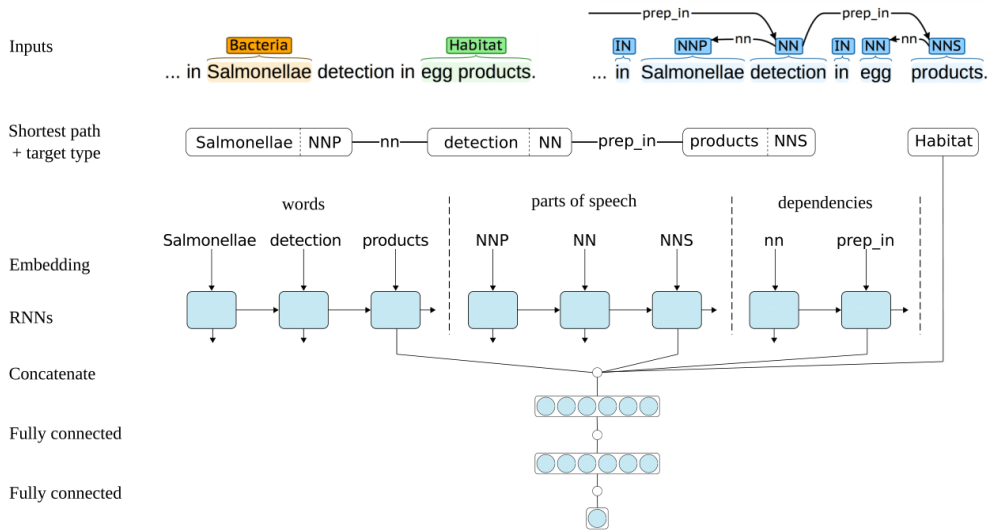 prep_in prep_in
Inputs Bacteria Habitat IN NNP nn NN IN NN nn NNS
... in Salmonellae detection in egg products. ... in Salmonellae detection in egg products.
Shortest path
+ target type
Salmonellae NNP nn detection NN prep_in products NNS Habitat
words parts of speech dependencies
Salmonellae detection products NNP NN NNS nn prep_in
Embedding
RNNs
Concatenate
Fully connected
Fully connected